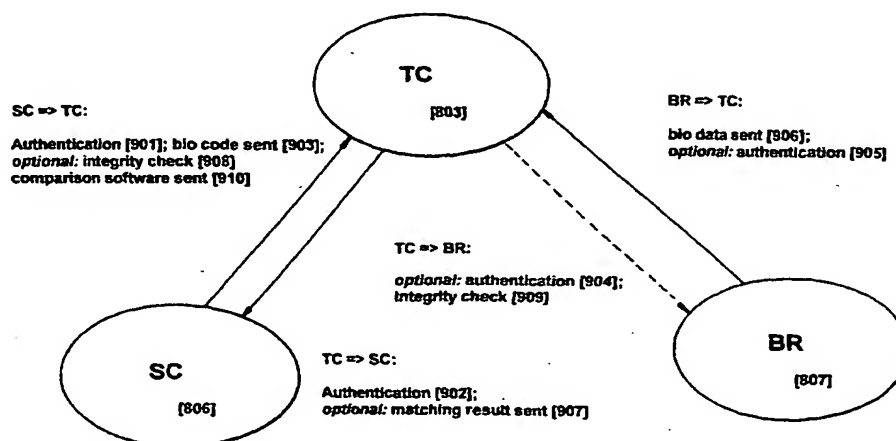 TC
[803]
SC => TC:
Authentication [901]; bio code sent [903];
optional: integrity check [908]
comparison software sent [910]
BR => TC:
bio data sent [906];
optional: authentication [905]
TC => BR:
optional: authentication [904];
integrity check [909]
SC
[806]
TC => SC:
Authentication [902];
optional: matching result sent [907]
BR
[807]